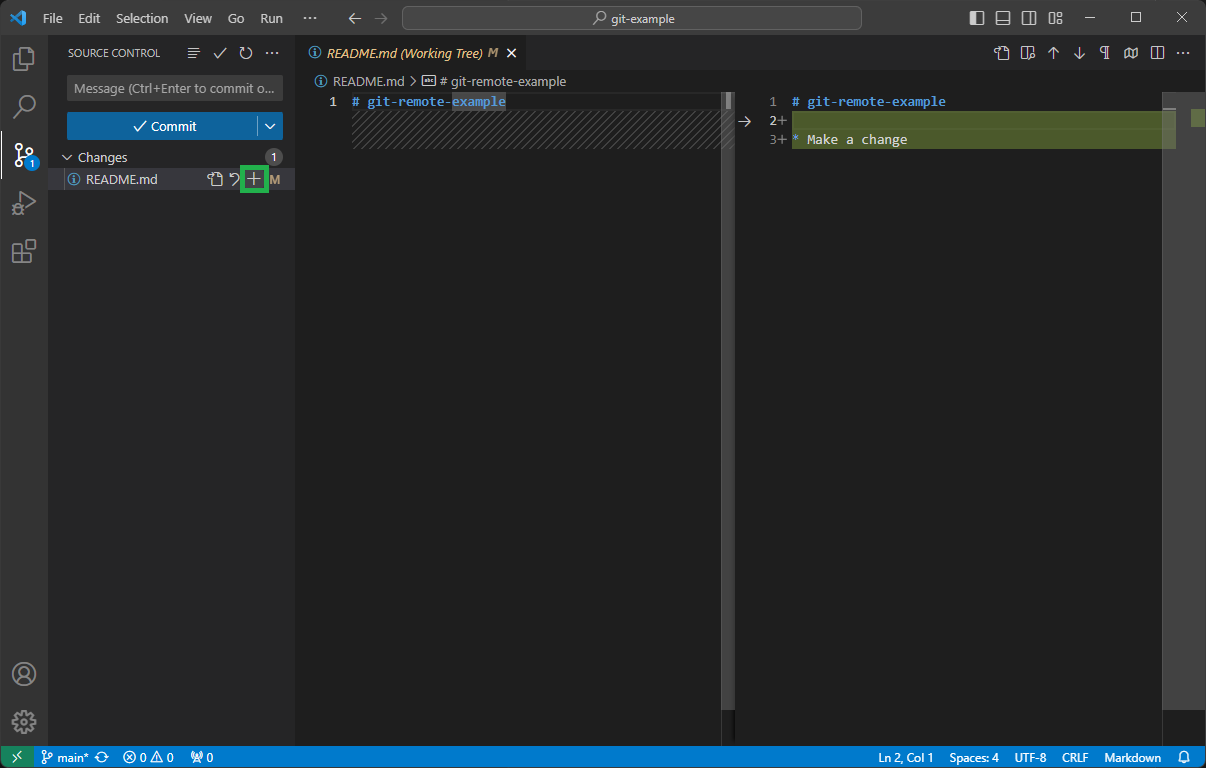 File Edit Selection View Go Run ··· git-example
SOURCE CONTROL
Message (Ctrl+Enter to commit o...
Commit
Changes 1
README.md M
1
README.md (Working Tree) M
README.md > # git-remote-example
1 # git-remote-example
1 # git-remote-example
2+
3+ * Make a change
main* 0 0 0 Ln 2, Col 1 Spaces: 4 UTF-8 CRLF Markdown